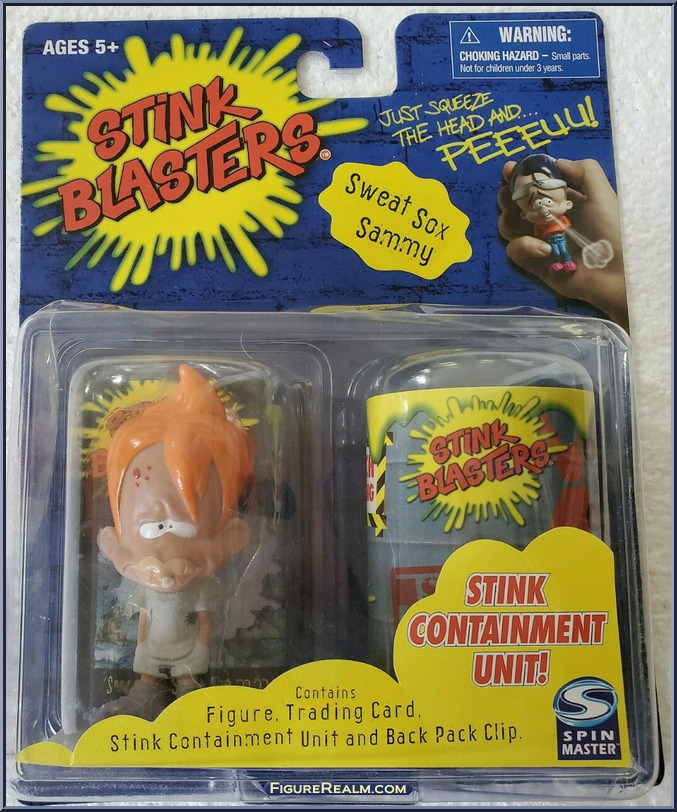 AGES 5+
STINK
BLASTERS
TM
WARNING:
CHOKING HAZARD – Small parts.
Not for children under 3 years.
JUST SQUEEZE
THE HEAD AND...
PEEEUU!
Sweat Sox
Sammy
STINK
BLASTERS
STINK
CONTAINMENT
UNIT!
Contains
Figure, Trading Card,
Stink Containment Unit and Back Pack Clip.
SPIN
MASTER
FIGUREREALM.COM